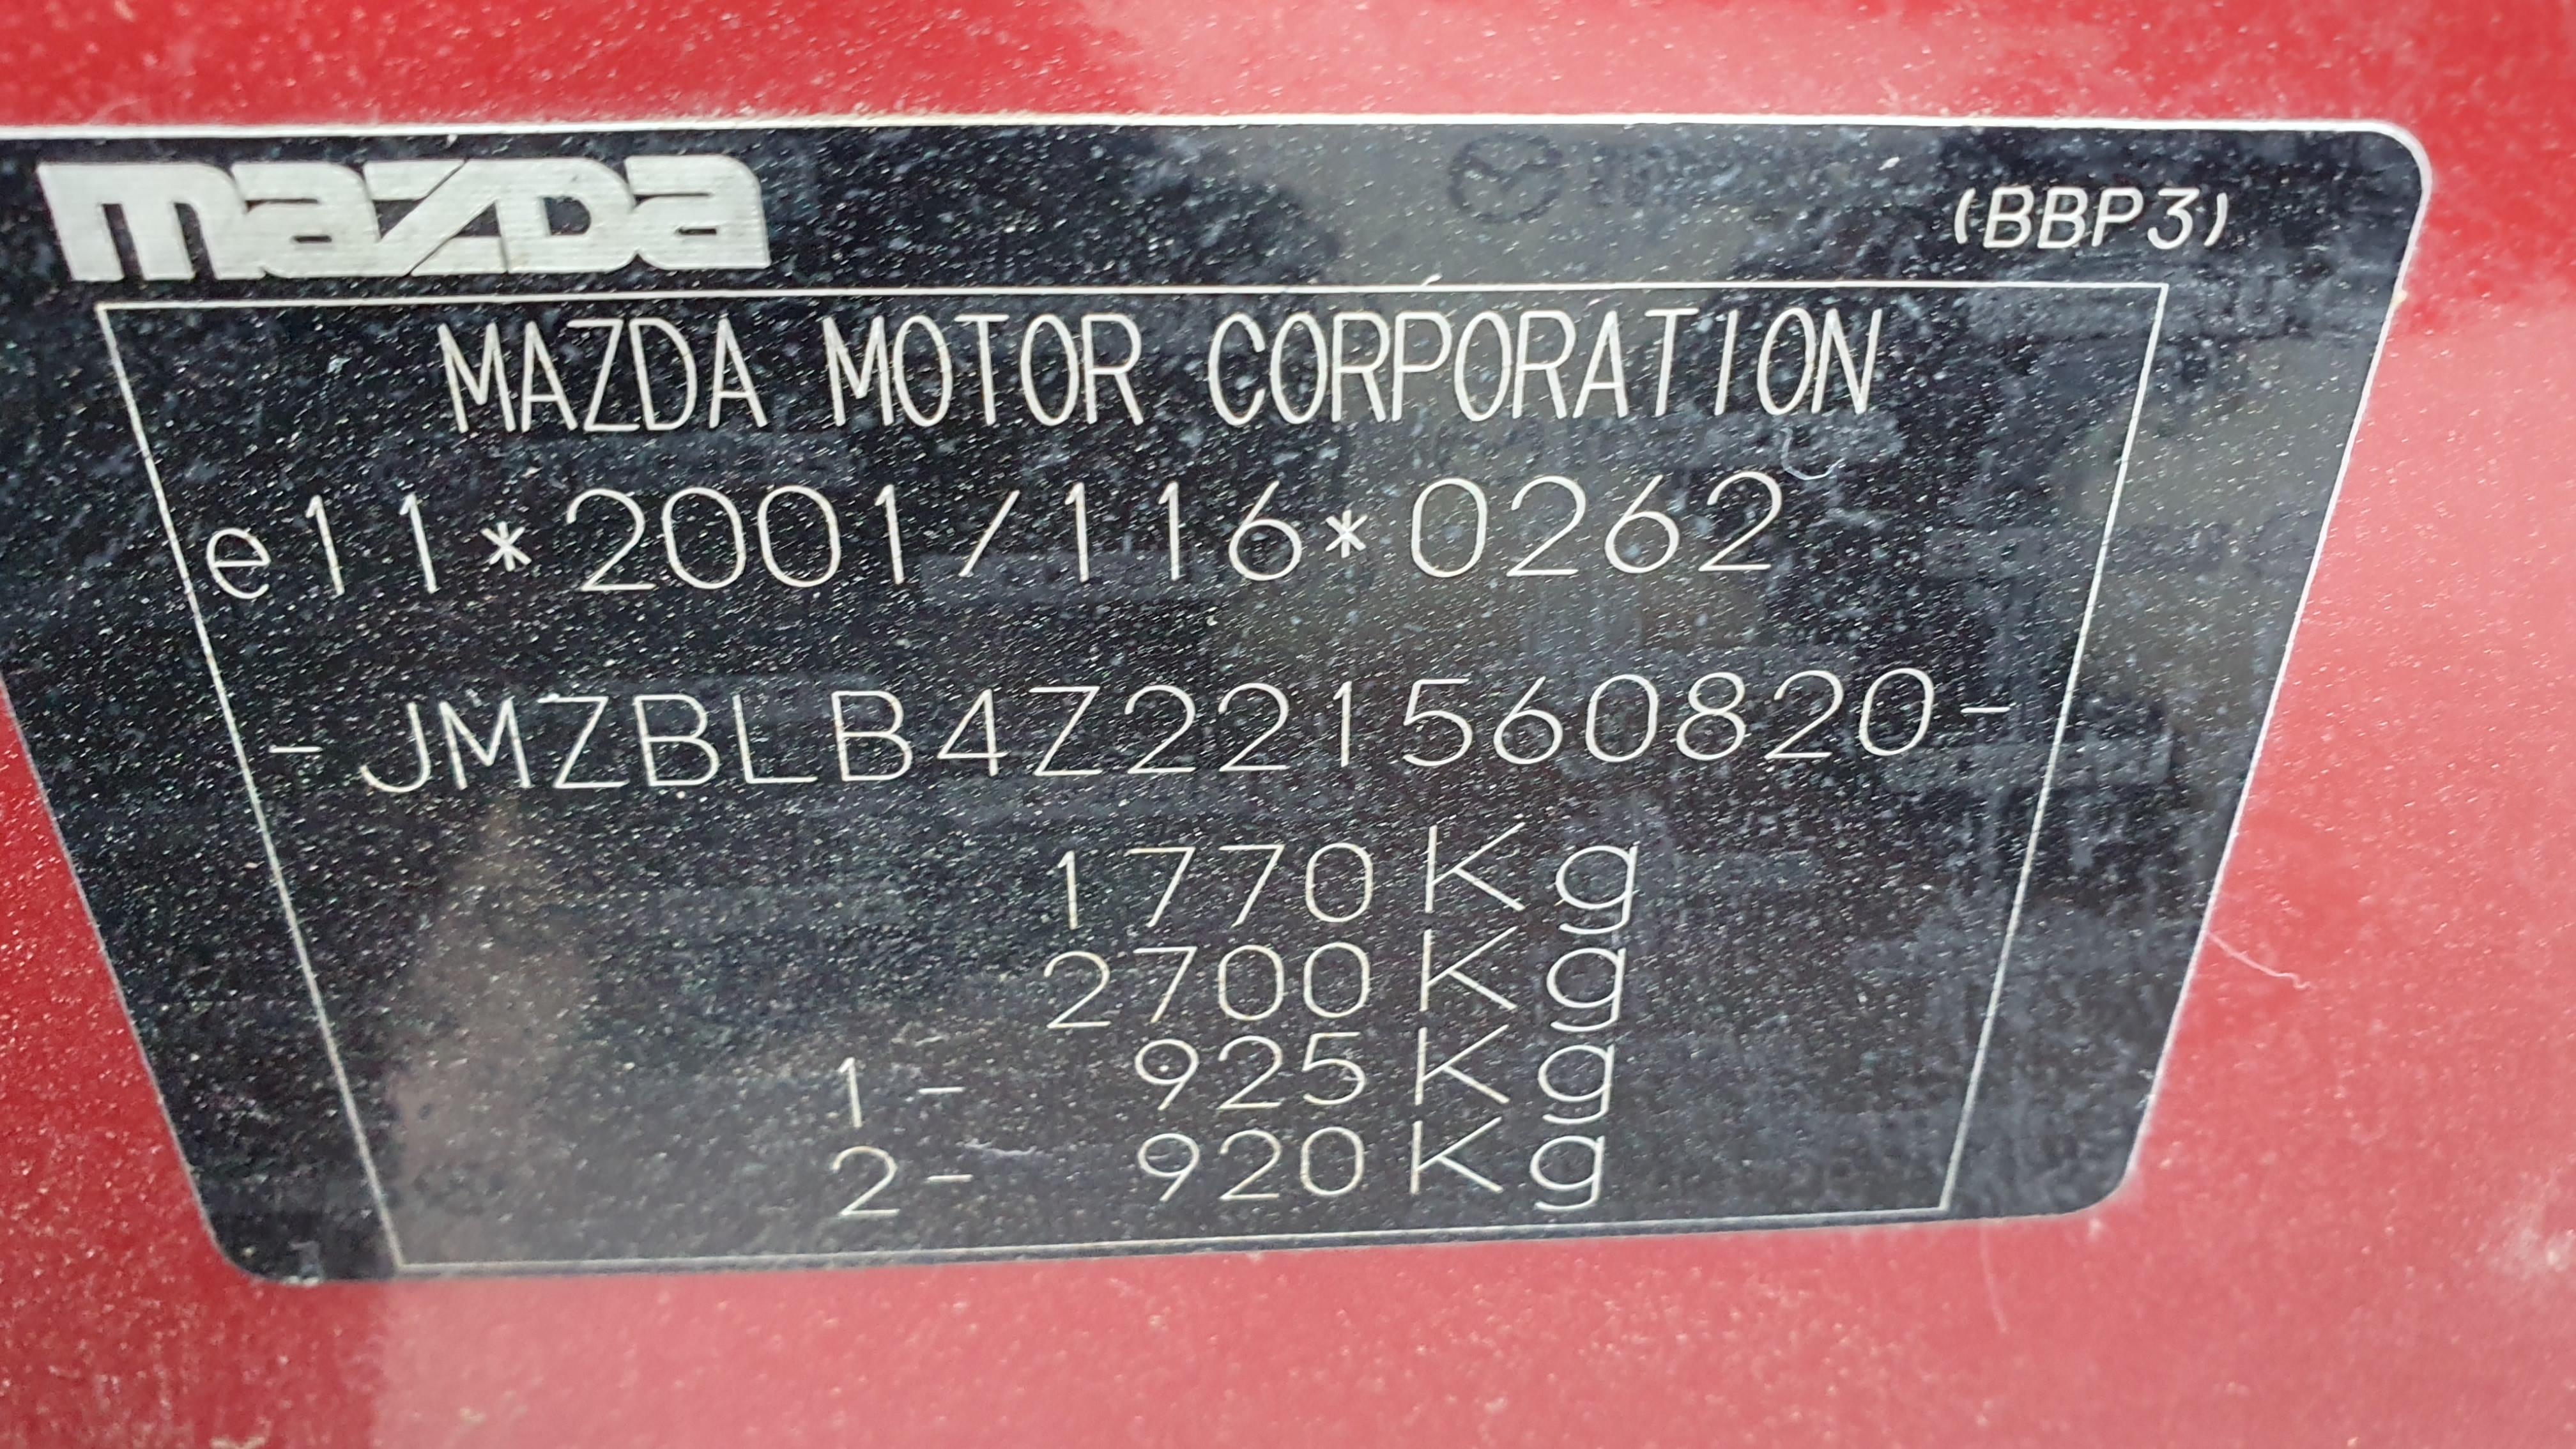 mazda
(BBP3)
MAZDA MOTOR CORPORATION
e11*2001/116*0262
-JMZBLB4Z221560820-
1770Kg
2700Kg
1- 925Kg
2- 920Kg